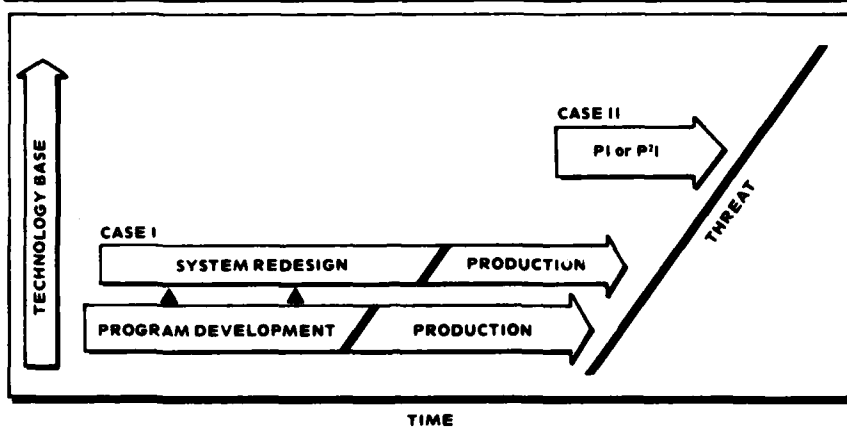 TECHNOLOGY BASE
CASE II
PI or P²I
THREAT
CASE I
SYSTEM REDESIGN
PRODUCTION
PROGRAM DEVELOPMENT
PRODUCTION
TIME